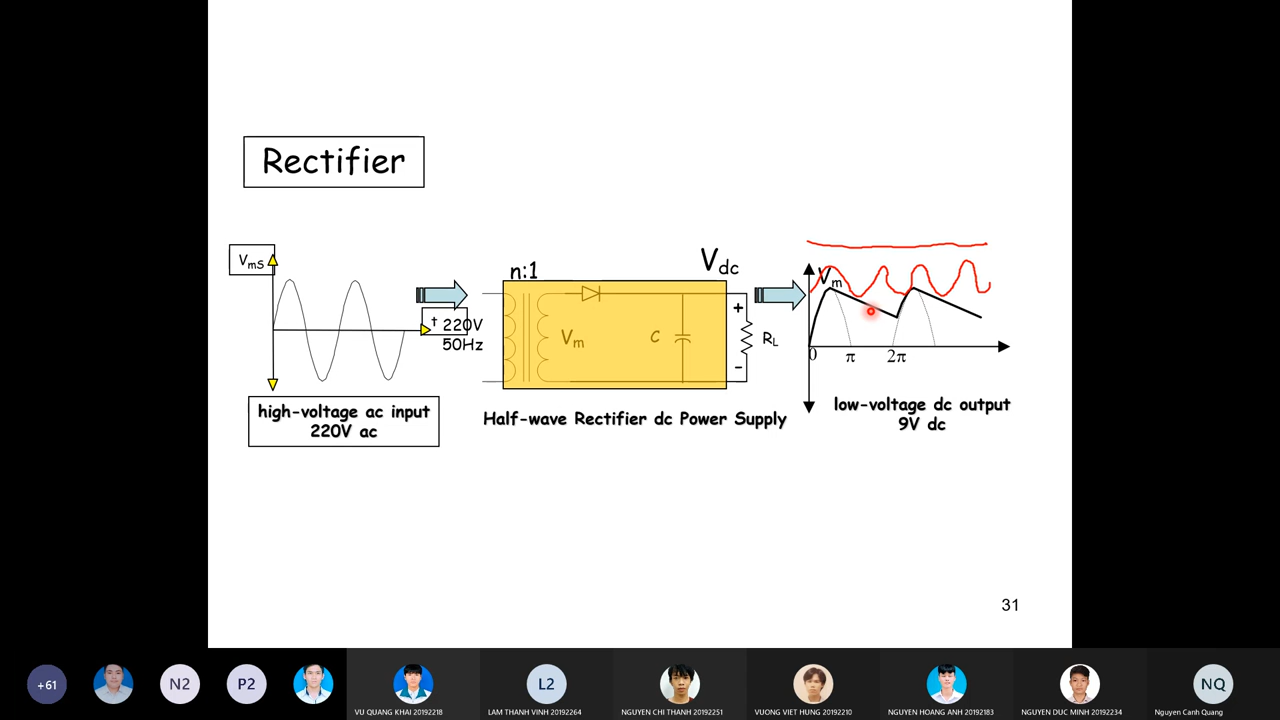 Rectifier
VmS
t
220V
50Hz
high-voltage ac input
220V ac
n:1
Vdc
Vm
C
+
-
RL
Half-wave Rectifier dc Power Supply
Vm
0
π
2π
low-voltage dc output
9V dc
31
+61
N2
P2
VU QUANG KHAI 20192218
L2
LAM THANH VINH 20192264
NGUYEN CHI THANH 20192251
VUONG VIET HUNG 20192210
NGUYEN HOANG ANH 20192183
NGUYEN DUC MINH 20192234
NQ
Nguyen Canh Quang